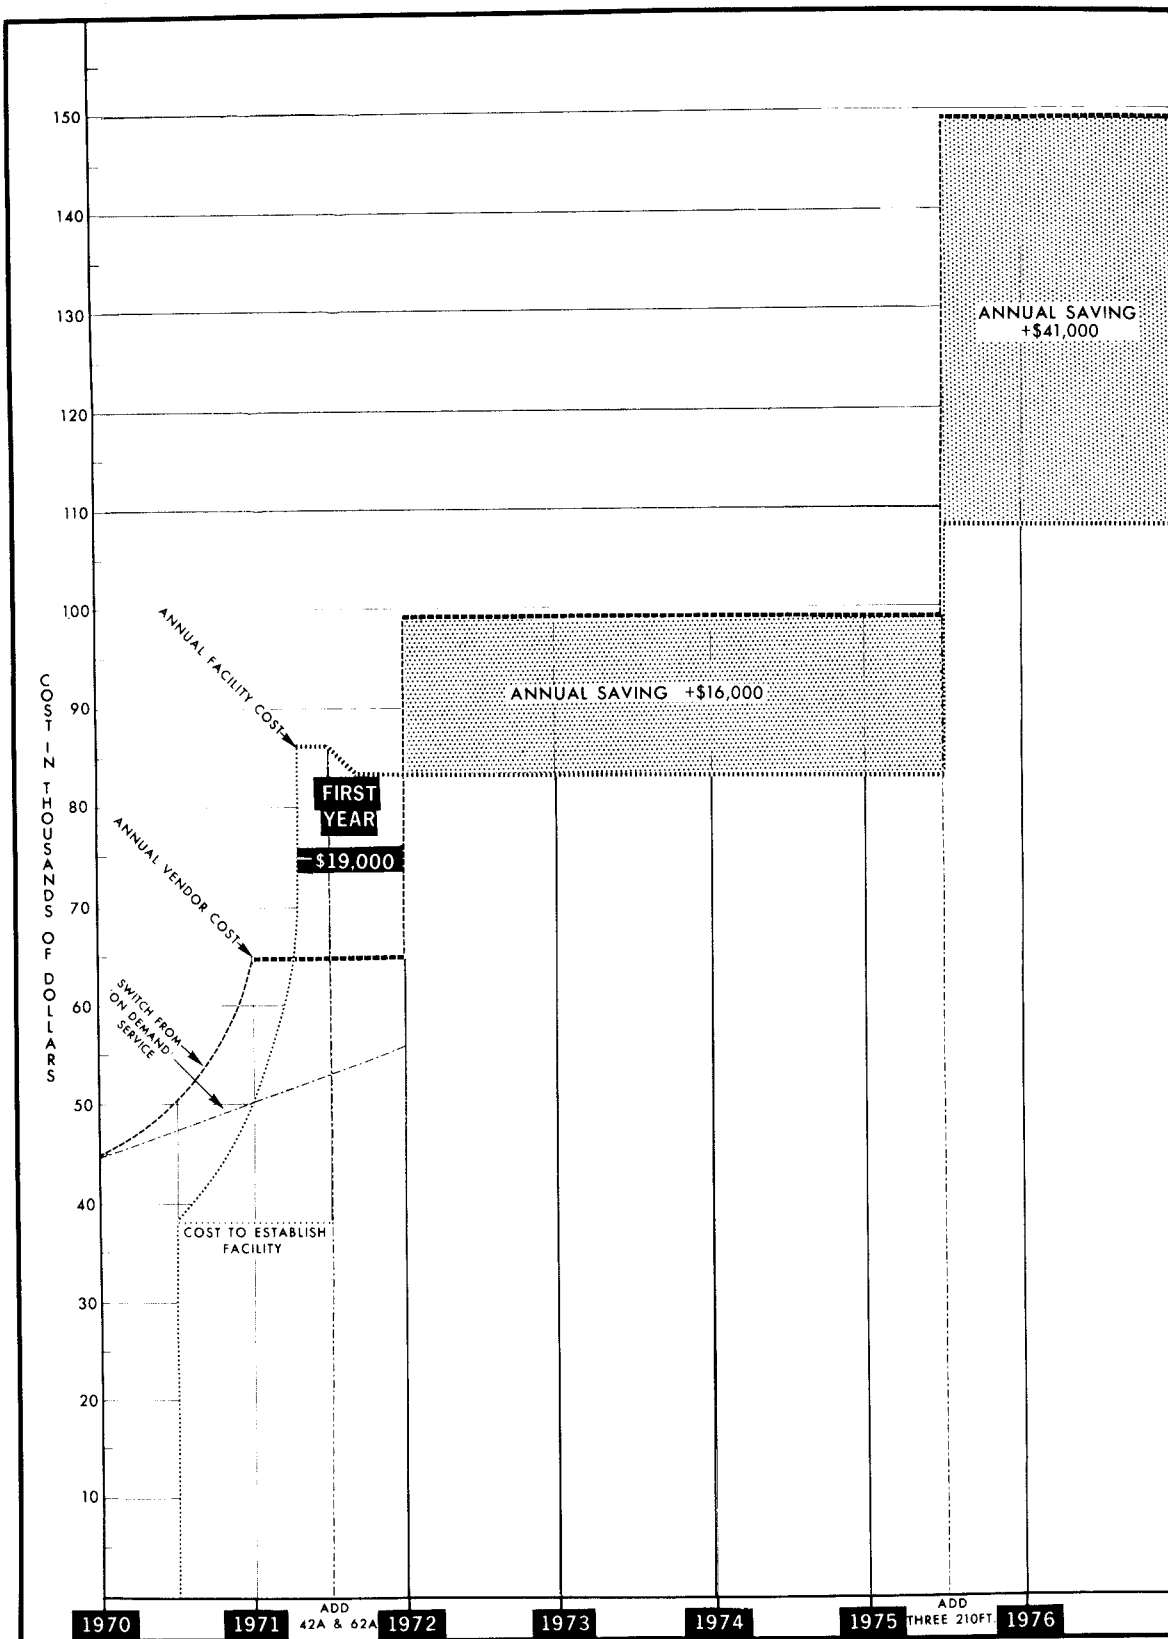 150
140
130
120
110
100
90
80
70
60
50
40
30
20
10
COST IN THOUSANDS OF DOLLARS
ANNUAL SAVING
+$41,000
ANNUAL SAVING +$16,000
ANNUAL FACILITY COST
FIRST
YEAR
-$19,000
ANNUAL VENDOR COST
SWITCH FROM
'ON DEMAND'
SERVICE
COST TO ESTABLISH
FACILITY
1970
1971
ADD
42A & 62A
1972
1973
1974
1975
ADD
THREE 210FT.
1976